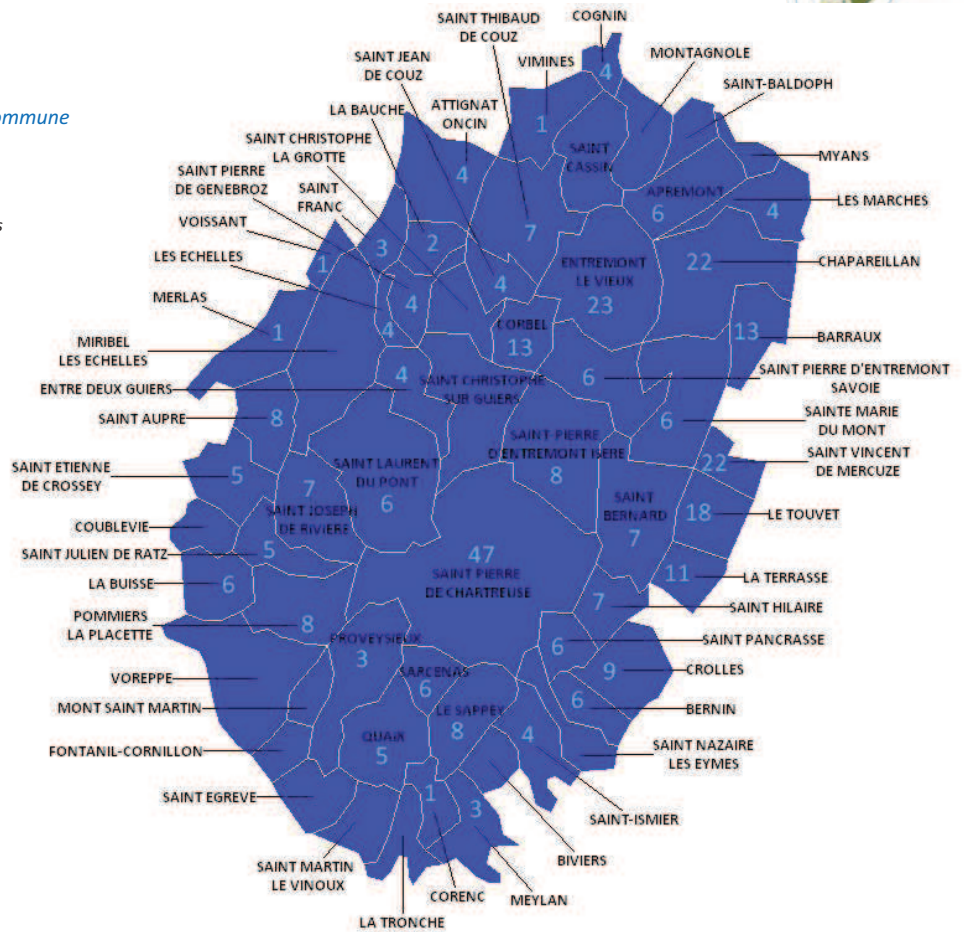 SAINT THIBAUD
DE COUZ
COGNIN
SAINT JEAN
DE COUZ
VIMINES
MONTAGNOLE
SAINT-BALDOPH
LA BAUCHE
ATTIGNAT
ONCIN
4
ommune
SAINT CHRISTOPHE
LA GROTTE
1
SAINT
CASSIN
MYANS
SAINT PIERRE
DE GENEBROZ
SAINT
FRANC
4
APREMONT
6
LES MARCHES
4
s
VOISSANT
3
2
7
LES ECHELLES
1
ENTREMONT
LE VIEUX
23
22
CHAPAREILLAN
4
4
MERLAS
1
4
CORBEL
13
13
BARRAUX
MIRIBEL
LES ECHELLES
ENTRE DEUX GUIERS
4
SAINT CHRISTOPHE
SUR GUIERS
6
SAINT PIERRE D'ENTREMONT
SAVOIE
SAINT AUPRE
8
6
SAINTE MARIE
DU MONT
SAINT-PIERRE
D'ENTREMONT ISERE
8
SAINT VINCENT
DE MERCUZE
22
SAINT ETIENNE
DE CROSSEY
5
SAINT LAURENT
DU PONT
6
7
SAINT JOSEPH
DE RIVIERE
SAINT
BERNARD
7
18
LE TOUVET
COUBLEVIE
SAINT JULIEN DE RATZ
5
47
SAINT PIERRE
DE CHARTREUSE
11
LA TERRASSE
LA BUISSE
6
7
SAINT HILAIRE
POMMIERS
LA PLACETTE
8
PROVEYSIEUX
3
6
SAINT PANCRASSE
VOREPPE
SARCENAS
6
9
CROLLES
MONT SAINT MARTIN
LE SAPPEY
8
6
BERNIN
FONTANIL-CORNILLON
QUAIX
5
4
SAINT NAZAIRE
LES EYMES
SAINT EGREVE
1
3
SAINT-ISMIER
BIVIERS
SAINT MARTIN
LE VINOUX
CORENC
MEYLAN
LA TRONCHE